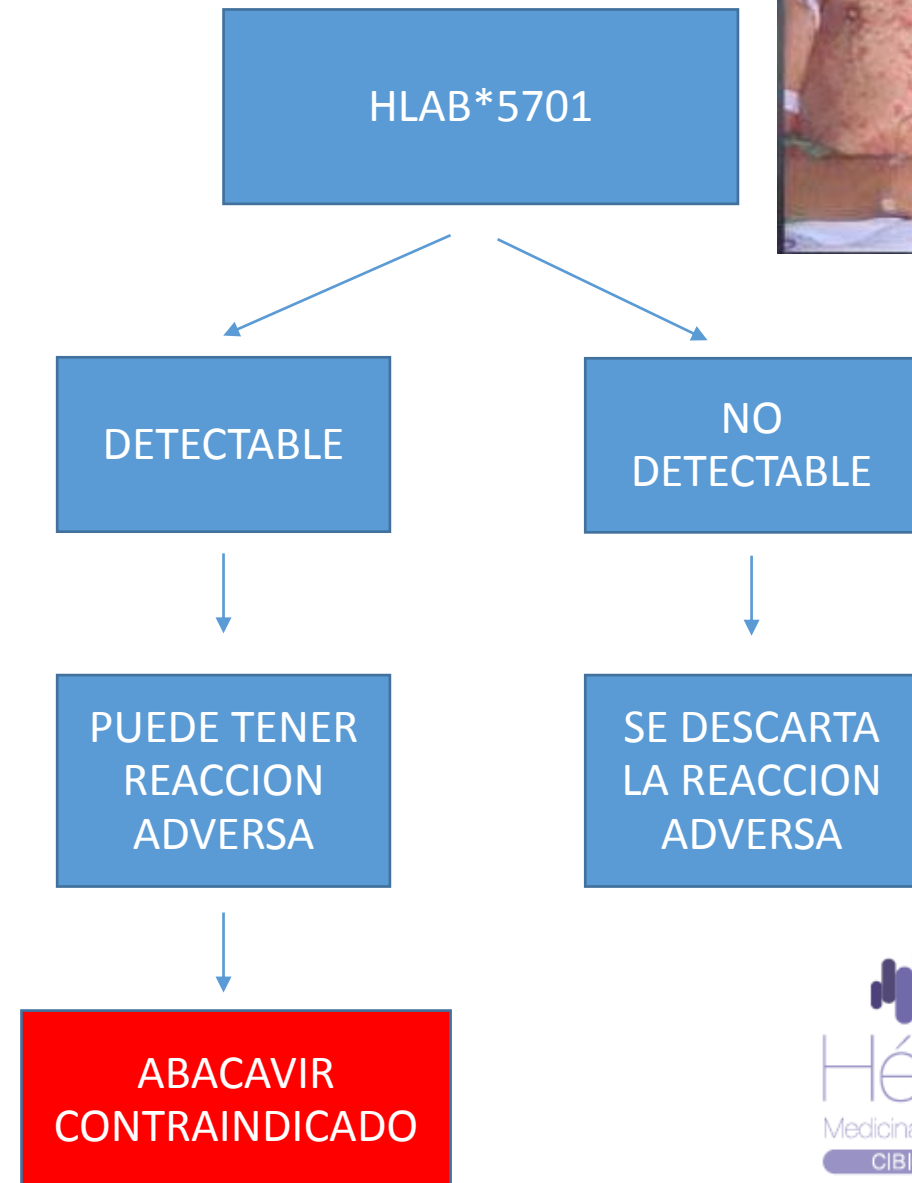 HLAB*5701
DETECTABLE
NO
DETECTABLE
PUEDE TENER
REACCION
ADVERSA
SE DESCARTA
LA REACCION
ADVERSA
ABACAVIR
CONTRAINDICADO